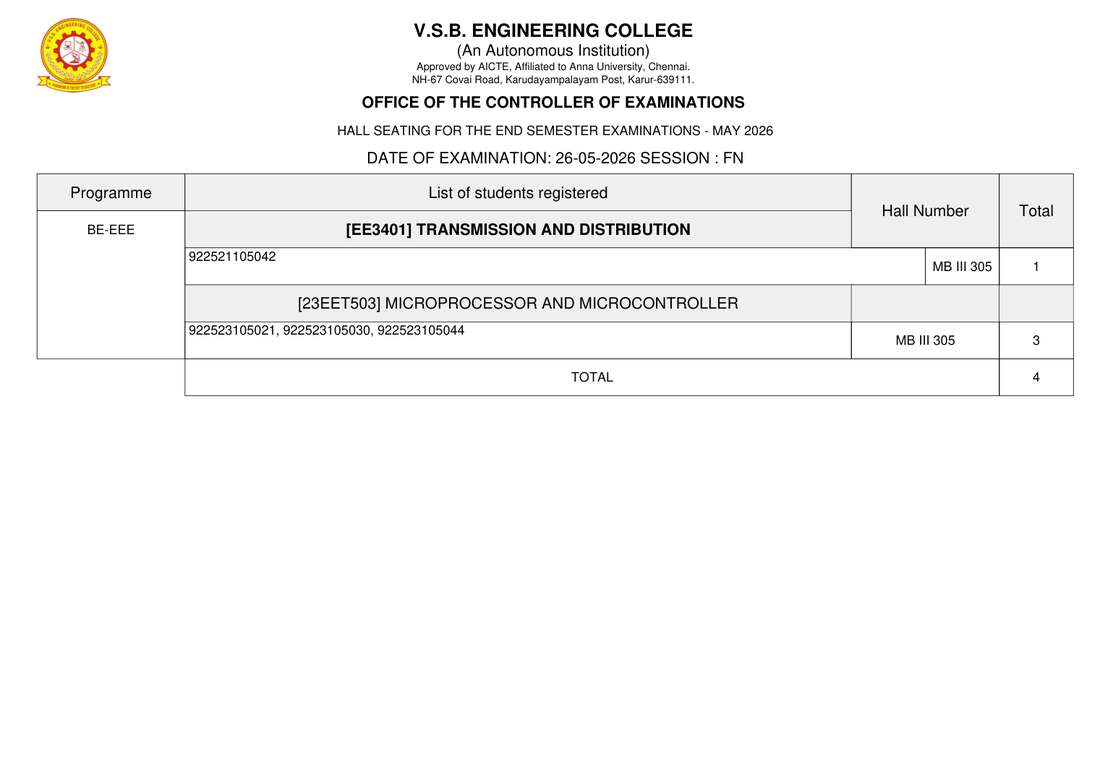 V.S.B. ENGINEERING COLLEGE
(An Autonomous Institution)
Approved by AICTE, Affiliated to Anna University, Chennai.
NH-67 Covai Road, Karudayampalayam Post, Karur-639111.
OFFICE OF THE CONTROLLER OF EXAMINATIONS
HALL SEATING FOR THE END SEMESTER EXAMINATIONS - MAY 2026
DATE OF EXAMINATION: 26-05-2026 SESSION : FN
Programme List of students registered Hall Number Total
BE-EEE [EE3401] TRANSMISSION AND DISTRIBUTION
922521105042 MB III 305 1
[23EET503] MICROPROCESSOR AND MICROCONTROLLER
922523105021, 922523105030, 922523105044 MB III 305 3
TOTAL 4